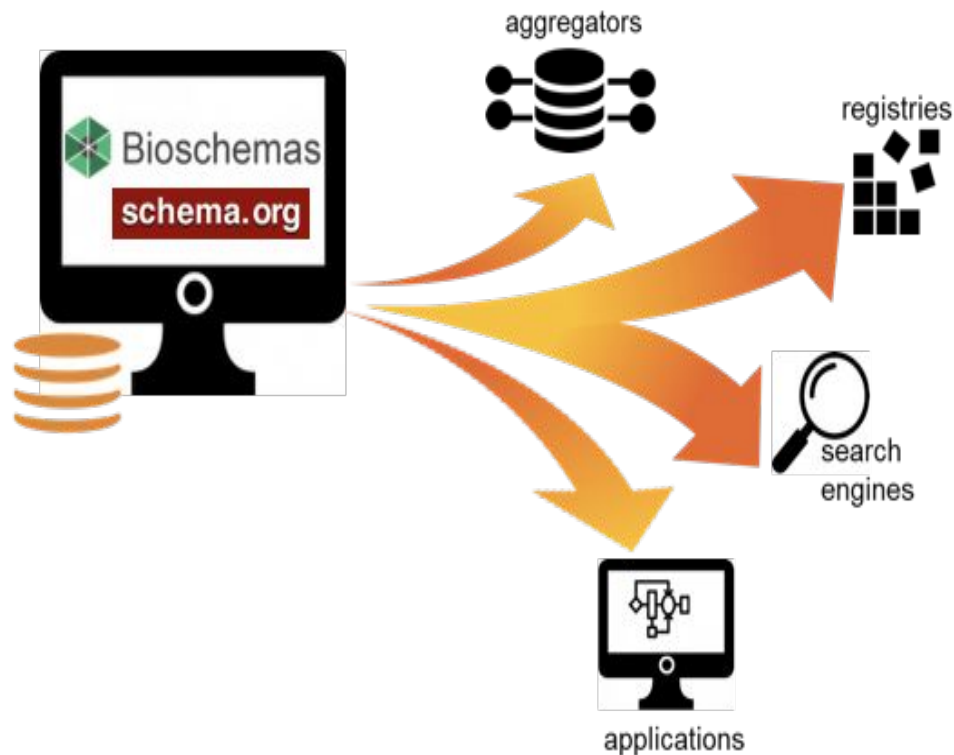 aggregators
registries
Bioschemas
schema.org
search
engines
applications